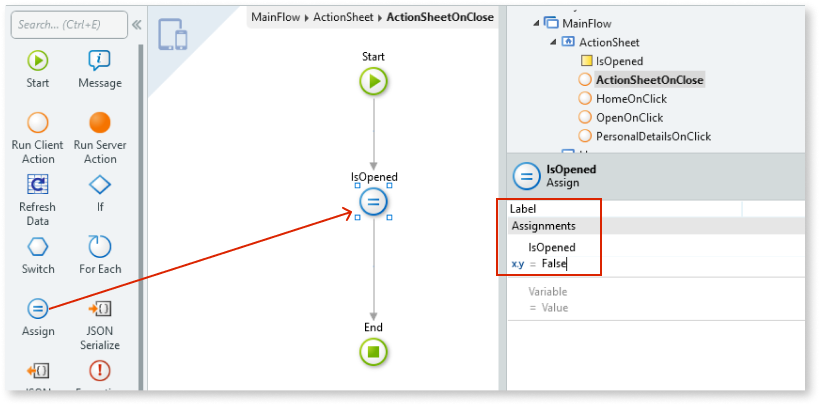 Search... (Ctrl+E)
Start
Message
Run Client
Action
Run Server
Action
Refresh
Data
If
Switch
For Each
Assign
JSON
Serialize
MainFlow ▸ ActionSheet ▸ ActionSheetOnClose
Start
IsOpened
End
MainFlow
ActionSheet
IsOpened
ActionSheetOnClose
HomeOnClick
OpenOnClick
PersonalDetailsOnClick
IsOpened
Assign
Label
Assignments
IsOpened
x.y = False
Variable
= Value